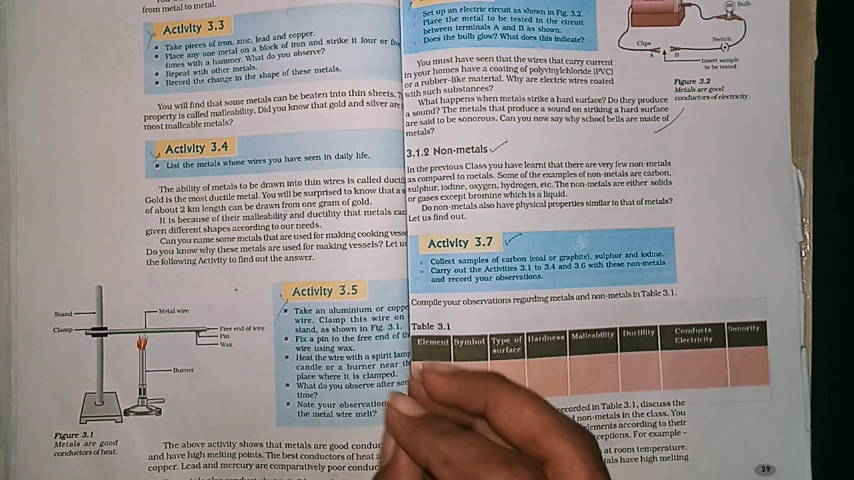 from metal to metal.
Activity 3.3
Take pieces of iron, zinc, lead and copper.
Place any one metal on a block of iron and strike it four or five
times with a hammer. What do you observe?
Repeat with other metals.
Record the change in the shape of these metals.
You will find that some metals can be beaten into thin sheets.
property is called malleability. Did you know that gold and silver are
most malleable metals?
Activity 3.4
List the metals whose wires you have seen in daily life.
The ability of metals to be drawn into thin wires is called
Gold is the most ductile metal. You will be surprised to know that a
of about 2 km length can be drawn from one gram of gold.
It is because of their malleability and ductility that metals can
given different shapes according to our needs.
Can you name some metals that are used for making cooking
Do you know why these metals are used for making vessels? Let
the following Activity to find out the answer.
Stand
Clamp
Metal wire
Free end of wire
Pin
Wax
Burner
Figure 3.1
Metals are good
conductors of heat.
Activity 3.5
Take an aluminium or
wire. Clamp this wire on
stand, as shown in Fig. 3.1.
Fix a pin to the free end of
wire using wax.
Heat the wire with a spirit lamp
candle or a burner near
place where it is clamped.
What do you observe after
time?
Note your observations
the metal wire melt?
The above activity shows that metals are good
and have high melting points. The best conductors of heat
copper. Lead and mercury are comparatively poor
Set up an electric circuit as shown in Fig. 3.2.
Place the metal to be tested in the circuit
between terminals A and B as shown.
Does the bulb glow? What does this indicate?
Bulb
Clips
Switch
A
B
Insert sample
to be tested
Figure 3.2
Metals are good
conductors of electricity.
You must have seen that the wires that carry current
in your homes have a coating of polyvinylchloride (PVC)
or a rubber-like material. Why are electric wires coated
with such substances?
What happens when metals strike a hard surface? Do they produce
a sound? The metals that produce a sound on striking a hard surface
are said to be sonorous. Can you now say why school bells are made of
metals?
3.1.2 Non-metals
In the previous Class you have learnt that there are very few non-metals
as compared to metals. Some of the examples of non-metals are carbon,
sulphur, iodine, oxygen, hydrogen, etc. The non-metals are either solids
or gases except bromine which is a liquid.
Do non-metals also have physical properties similar to that of metals?
Let us find out.
Activity 3.7
Collect samples of carbon (coal or graphite), sulphur and iodine.
Carry out the Activities 3.1 to 3.4 and 3.6 with these non-metals
and record your observations.
Compile your observations regarding metals and non-metals in Table 3.1.
Table 3.1
Element Symbol Type of surface Hardness Malleability Ductility Conducts Electricity Sonority
recorded in Table 3.1, discuss the
non-metals in the class. You
elements according to their
For example –
at room temperature.
have high melting
39